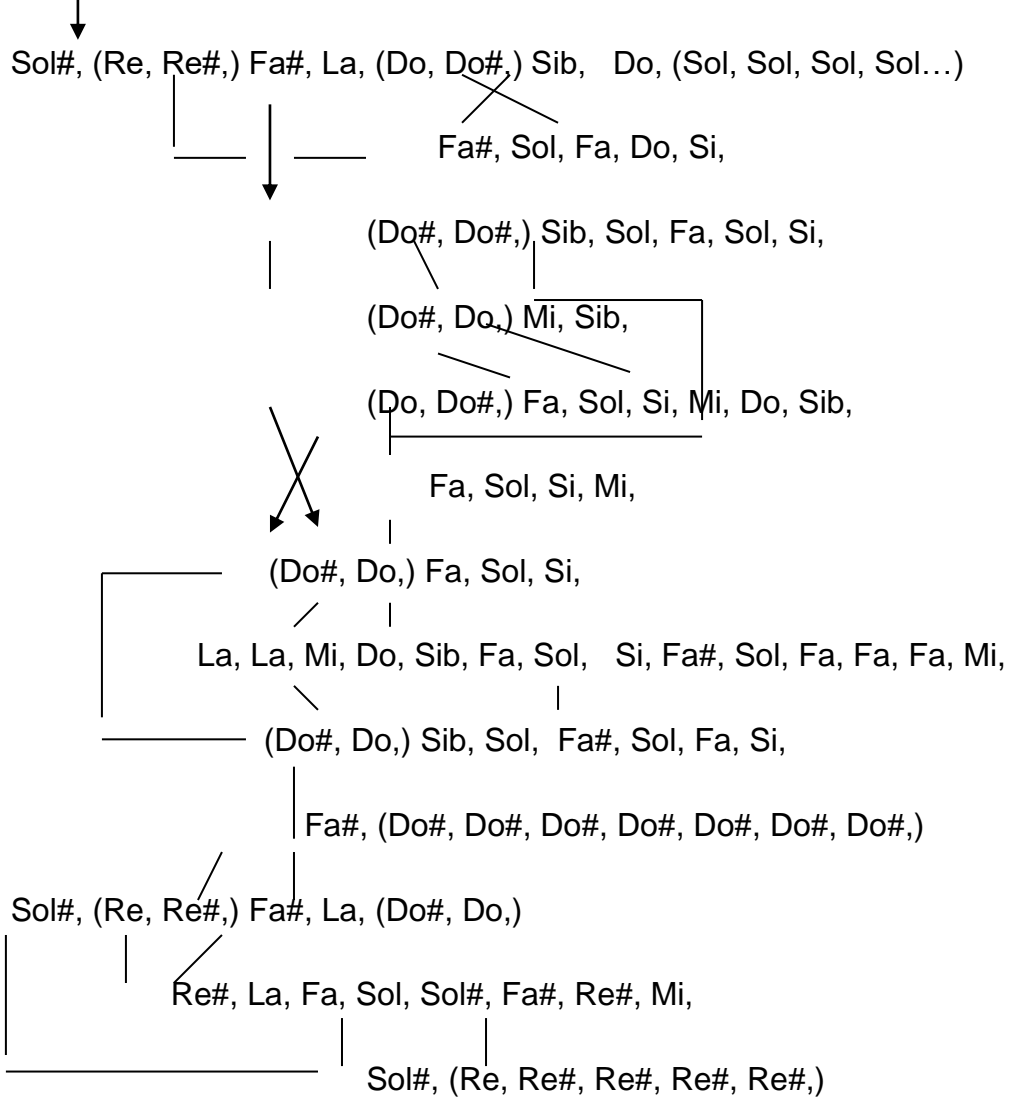 Sol#, (Re, Re#,) Fa#, La, (Do, Do#,) Sib, Do, (Sol, Sol, Sol, Sol…)
Fa#, Sol, Fa, Do, Si,
(Do#, Do#,) Sib, Sol, Fa, Sol, Si,
(Do#, Do,) Mi, Sib,
(Do, Do#,) Fa, Sol, Si, Mi, Do, Sib,
Fa, Sol, Si, Mi,
(Do#, Do,) Fa, Sol, Si,
La, La, Mi, Do, Sib, Fa, Sol, Si, Fa#, Sol, Fa, Fa, Fa, Mi,
(Do#, Do,) Sib, Sol, Fa#, Sol, Fa, Si,
Fa#, (Do#, Do#, Do#, Do#, Do#, Do#, Do#,)
Sol#, (Re, Re#,) Fa#, La, (Do#, Do,)
Re#, La, Fa, Sol, Sol#, Fa#, Re#, Mi,
Sol#, (Re, Re#, Re#, Re#, Re#,)